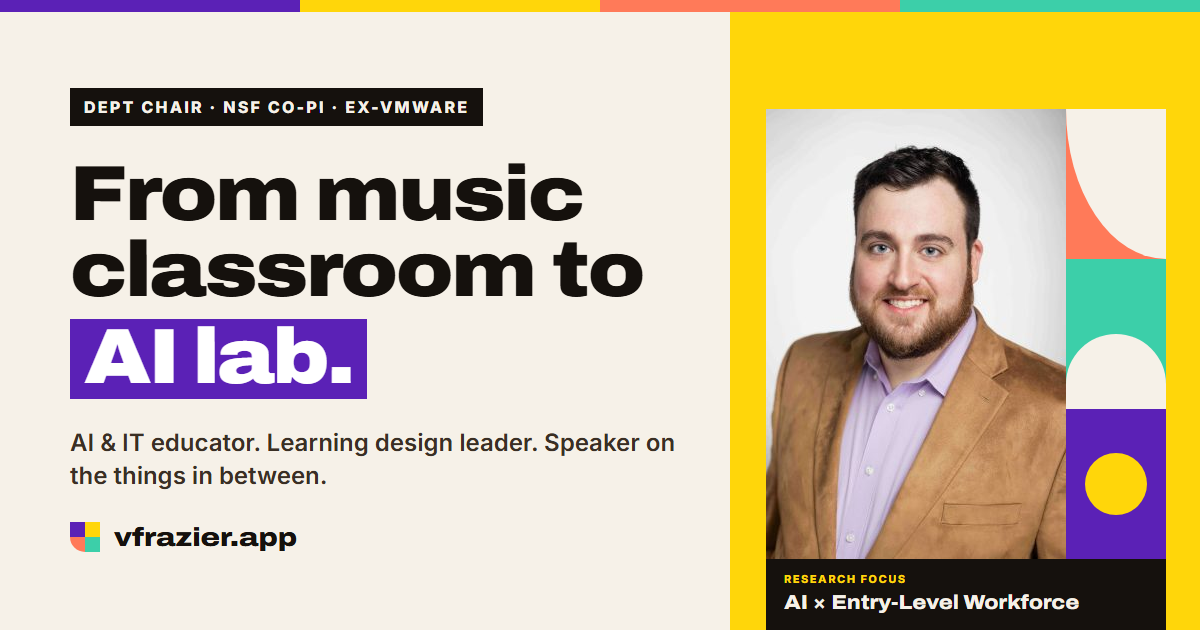 DEPT CHAIR · NSF CO-PI · EX-VMWARE
From music
classroom to
AI lab.
AI & IT educator. Learning design leader. Speaker on
the things in between.
vfrazier.app
RESEARCH FOCUS
AI × Entry-Level Workforce